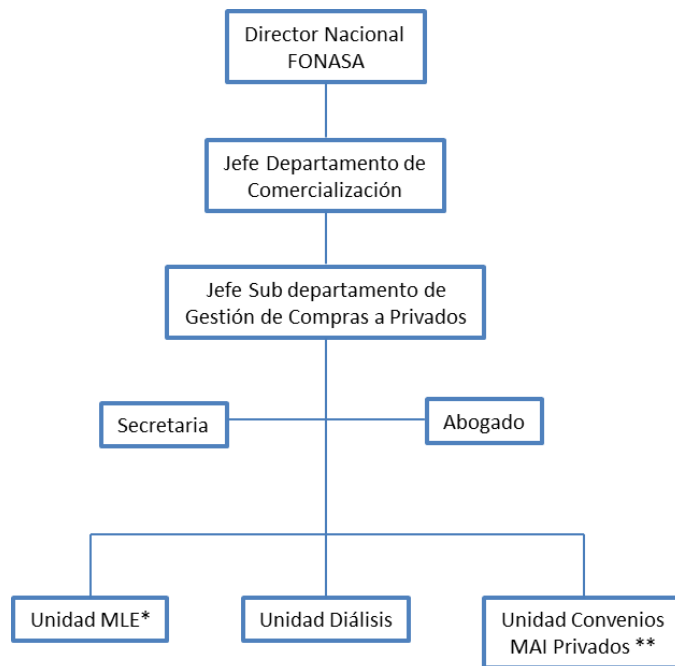 Director Nacional
FONASA
Jefe Departamento de
Comercialización
Jefe Sub departamento de
Gestión de Compras a Privados
Secretaria
Abogado
Unidad MLE*
Unidad Diálisis
Unidad Convenios
MAI Privados **